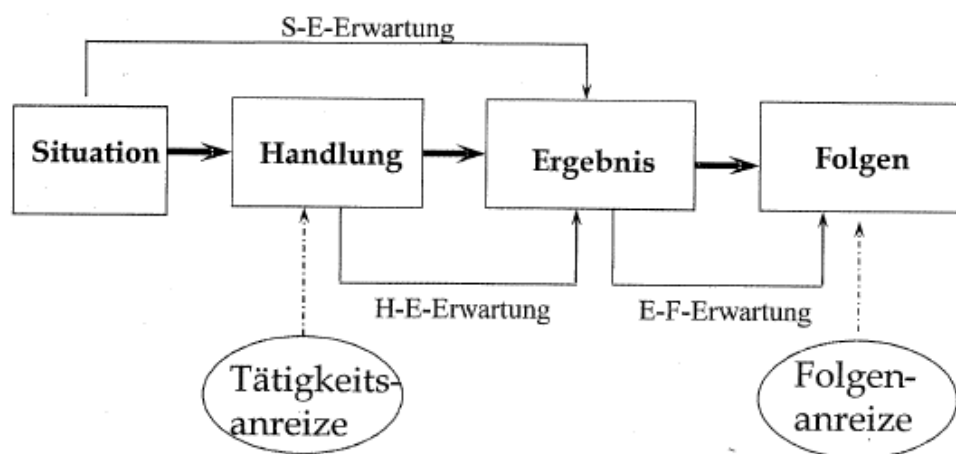 S-E-Erwartung
Situation
Handlung
Ergebnis
Folgen
H-E-Erwartung
E-F-Erwartung
Tätigkeits-
anreize
Folgen-
anreize